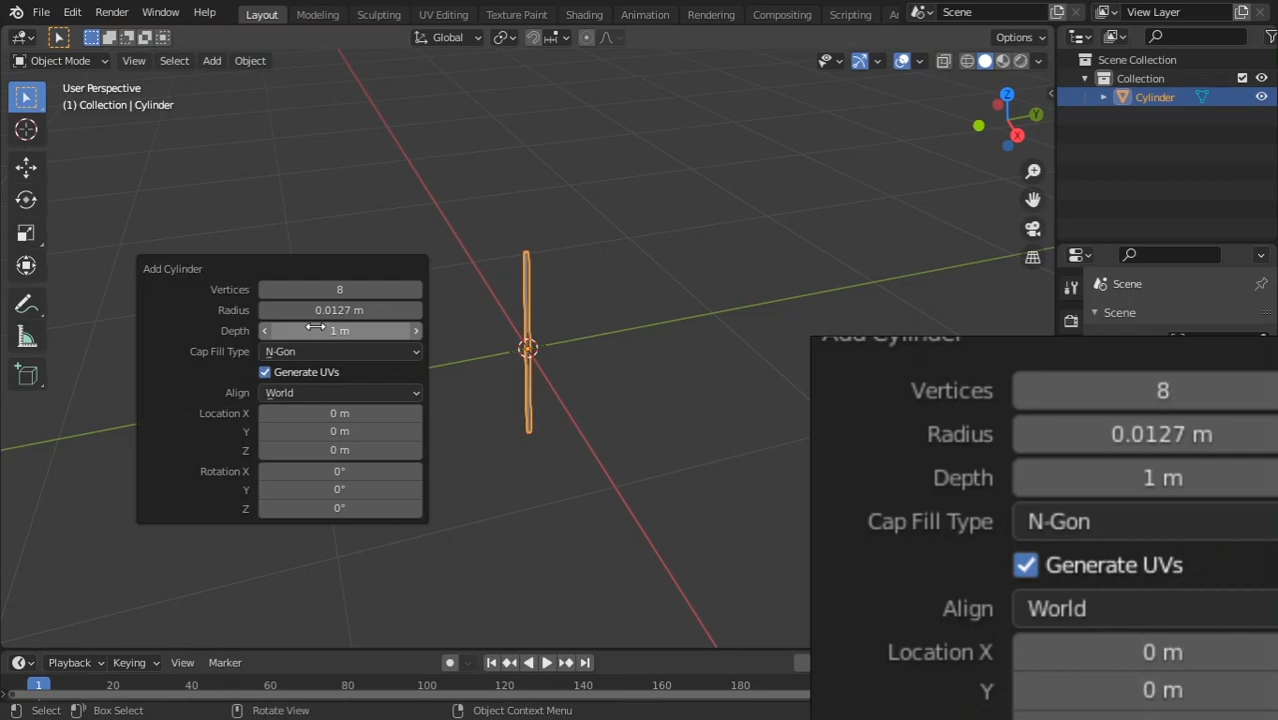 File Edit Render Window Help Layout Modeling Sculpting UV Editing Texture Paint Shading Animation Rendering Compositing Scripting Scene View Layer
Global Options
Object Mode View Select Add Object
User Perspective
(1) Collection | Cylinder
Scene Collection
Collection
Cylinder
Z
Y
X
Add Cylinder
Vertices 8
Radius 0.0127 m
Depth 1 m
Cap Fill Type N-Gon
Generate UVs
Align World
Location X 0 m
Y 0 m
Z 0 m
Rotation X 0°
Y 0°
Z 0°
Scene
Scene
Add Cylinder
Vertices 8
Radius 0.0127 m
Depth 1 m
Cap Fill Type N-Gon
Generate UVs
Align World
Location X 0 m
Y 0 m
Playback Keying View Marker
1 20 40 60 80 100 120 140 160 180
Select Box Select Rotate View Object Context Menu